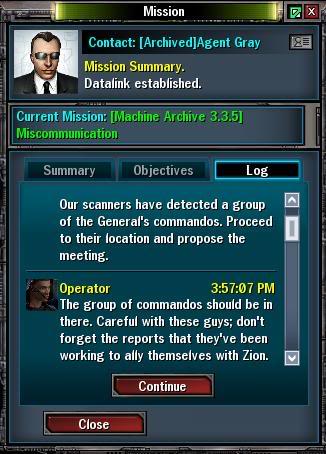 Mission
Contact: [Archived]Agent Gray
Mission Summary.
Datalink established.
Current Mission: [Machine Archive 3.3.5]
Miscommunication
Summary
Objectives
Log
Our scanners have detected a group
of the General's commandos. Proceed
to their location and propose the
meeting.
Operator 3:57:07 PM
The group of commandos should be in
there. Careful with these guys; don't
forget the reports that they've been
working to ally themselves with Zion.
Continue
Close